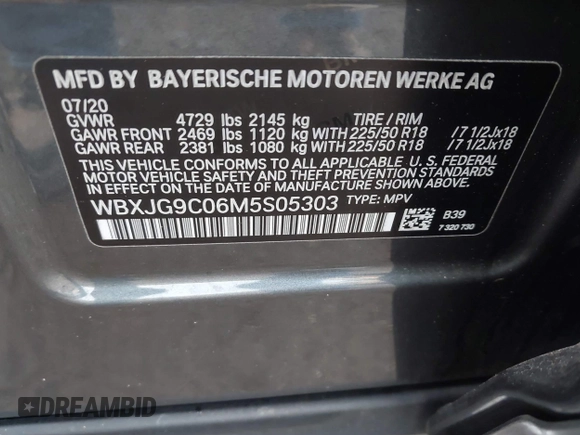 MFD BY BAYERISCHE MOTOREN WERKE AG
07/20
GVWR 4729 lbs 2145 kg TIRE / RIM
GAWR FRONT 2469 lbs 1120 kg WITH 225/50 R18 /7 1/2Jx18
GAWR REAR 2381 lbs 1080 kg WITH 225/50 R18 /7 1/2Jx18
THIS VEHICLE CONFORMS TO ALL APPLICABLE U. S. FEDERAL
MOTOR VEHICLE SAFETY AND THEFT PREVENTION
STANDARDS IN EFFECT ON THE DATE OF MANUFACTURE SHOWN ABOVE.
WBXJG9C06M5S05303 TYPE: MPV
B39
7 320 730
DREAMBID